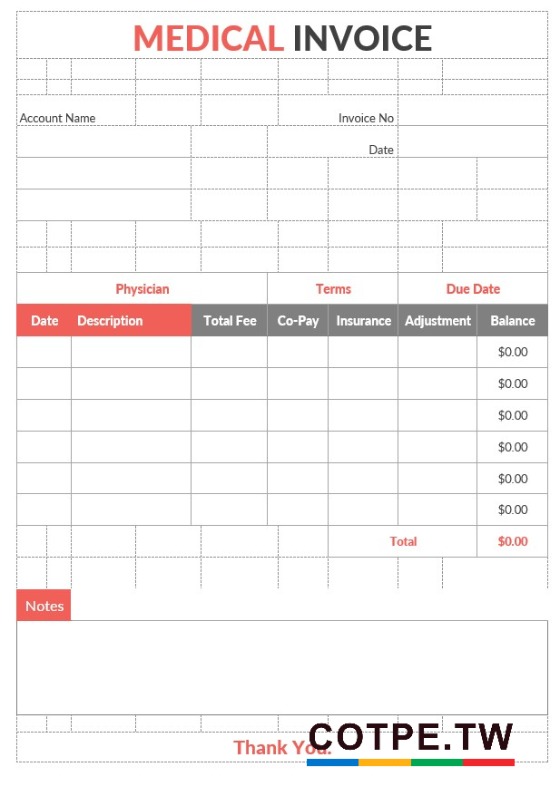 MEDICAL INVOICE
Account Name Invoice No
Date
Physician Terms Due Date
Date Description Total Fee Co-Pay Insurance Adjustment Balance
$0.00
$0.00
$0.00
$0.00
$0.00
$0.00
Total $0.00
Notes
Thank You.
COTPE.TW